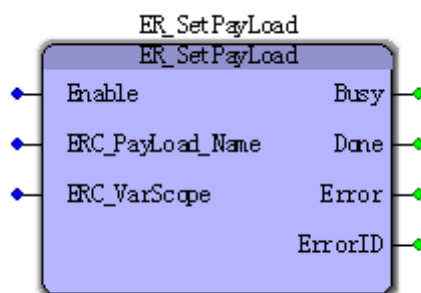 ER_SetPayLoad
ER_SetPayLoad
Enable Busy
ERC_PayLoad_Name Done
ERC_VarScope Error
ErrorID